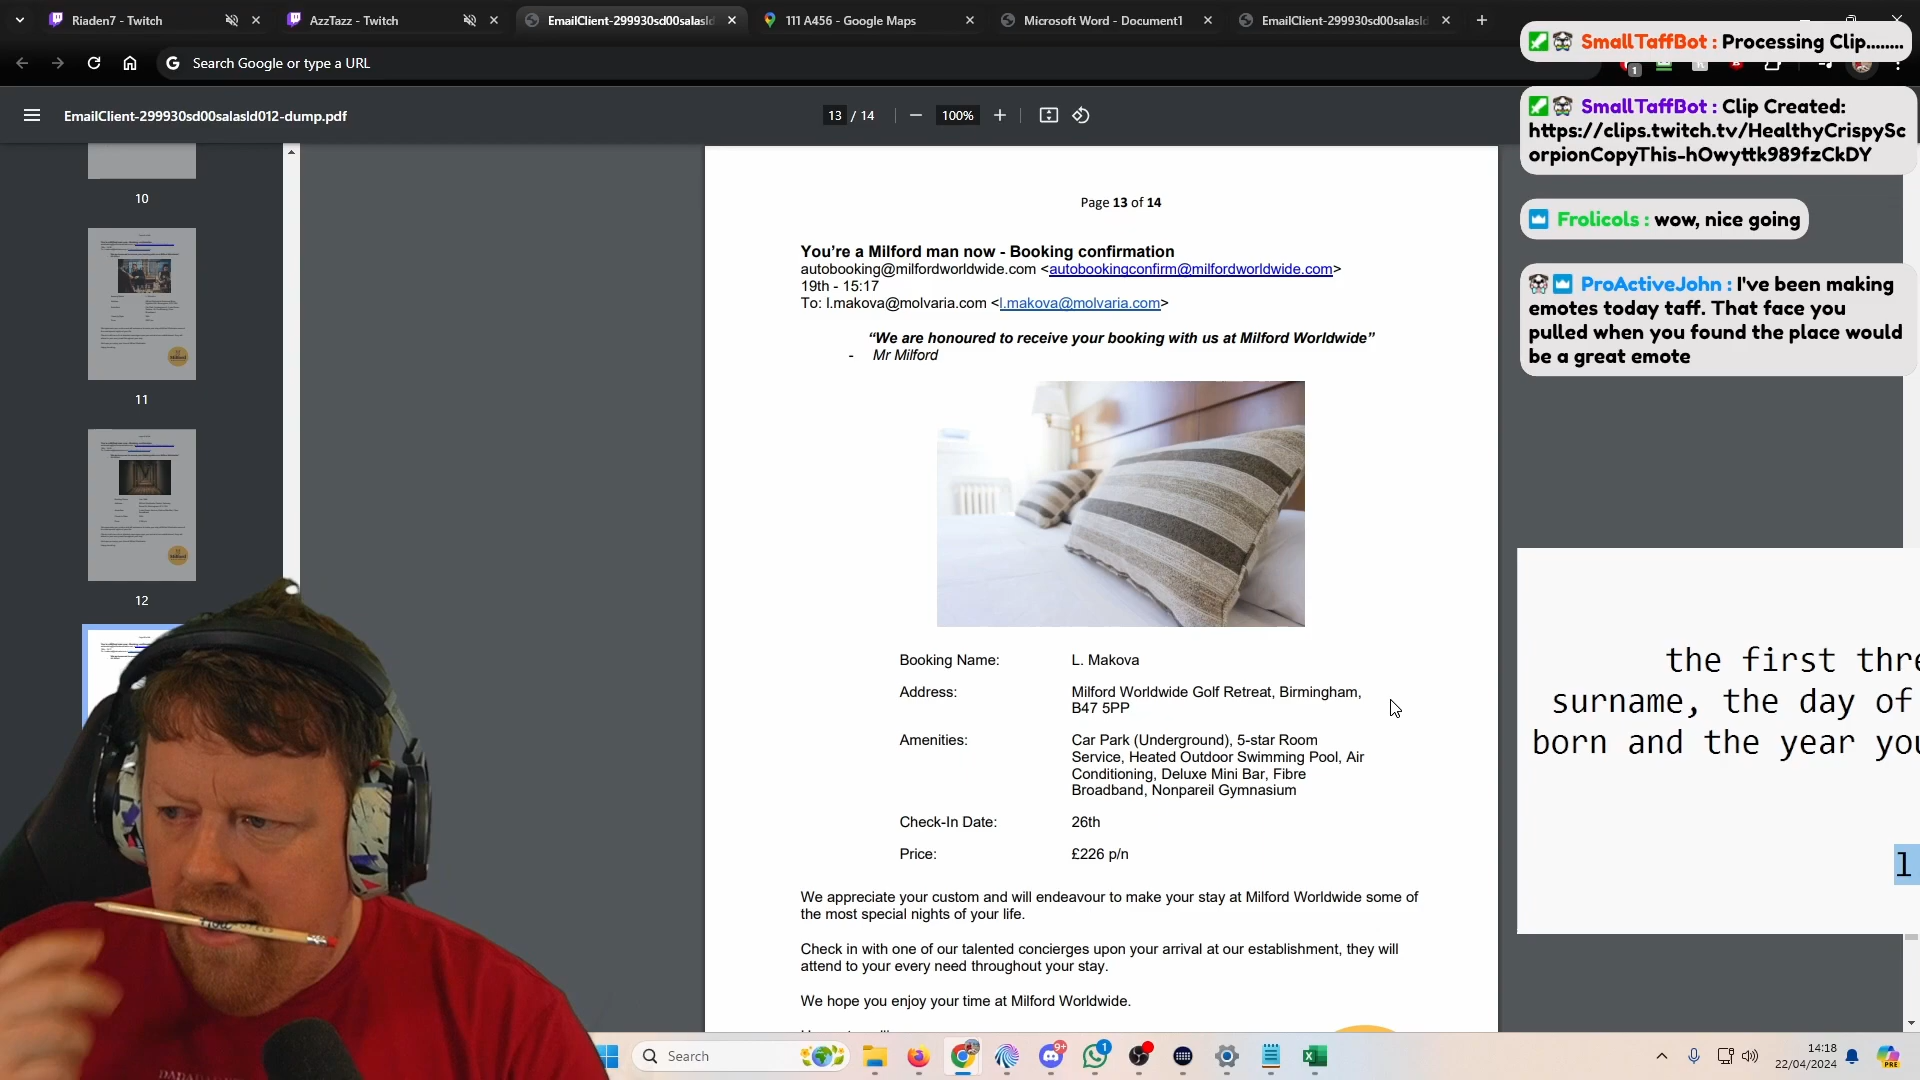 Riaden7 - Twitch
AzzTazz - Twitch
EmailClient-299930sd00salasld
111 A456 - Google Maps
Microsoft Word - Document1
EmailClient-299930sd00salasld
Search Google or type a URL
1
EmailClient-299930sd00salasld012-dump.pdf
13 / 14
100%
10
11
12
Page 13 of 14
You’re a Milford man now - Booking confirmation
autobooking@milfordworldwide.com <autobookingconfirm@milfordworldwide.com>
19th - 15:17
To: l.makova@molvaria.com <l.makova@molvaria.com>
“We are honoured to receive your booking with us at Milford Worldwide”
- Mr Milford
Booking Name: L. Makova
Address: Milford Worldwide Golf Retreat, Birmingham,
B47 5PP
Amenities: Car Park (Underground), 5-star Room
Service, Heated Outdoor Swimming Pool, Air
Conditioning, Deluxe Mini Bar, Fibre
Broadband, Nonpareil Gymnasium
Check-In Date: 26th
Price: £226 p/n
We appreciate your custom and will endeavour to make your stay at Milford Worldwide some of
the most special nights of your life.
Check in with one of our talented concierges upon your arrival at our establishment, they will
attend to your every need throughout your stay.
We hope you enjoy your time at Milford Worldwide.
SmallTaffBot : Processing Clip........
SmallTaffBot : Clip Created:
https://clips.twitch.tv/HealthyCrispySc
orpionCopyThis-hOwyttk989fzCkDY
Frolicols : wow, nice going
ProActiveJohn : I've been making
emotes today taff. That face you
pulled when you found the place would
be a great emote
the first thre
surname, the day of
born and the year you
l
Search
9+
1
14:18
22/04/2024
PRE